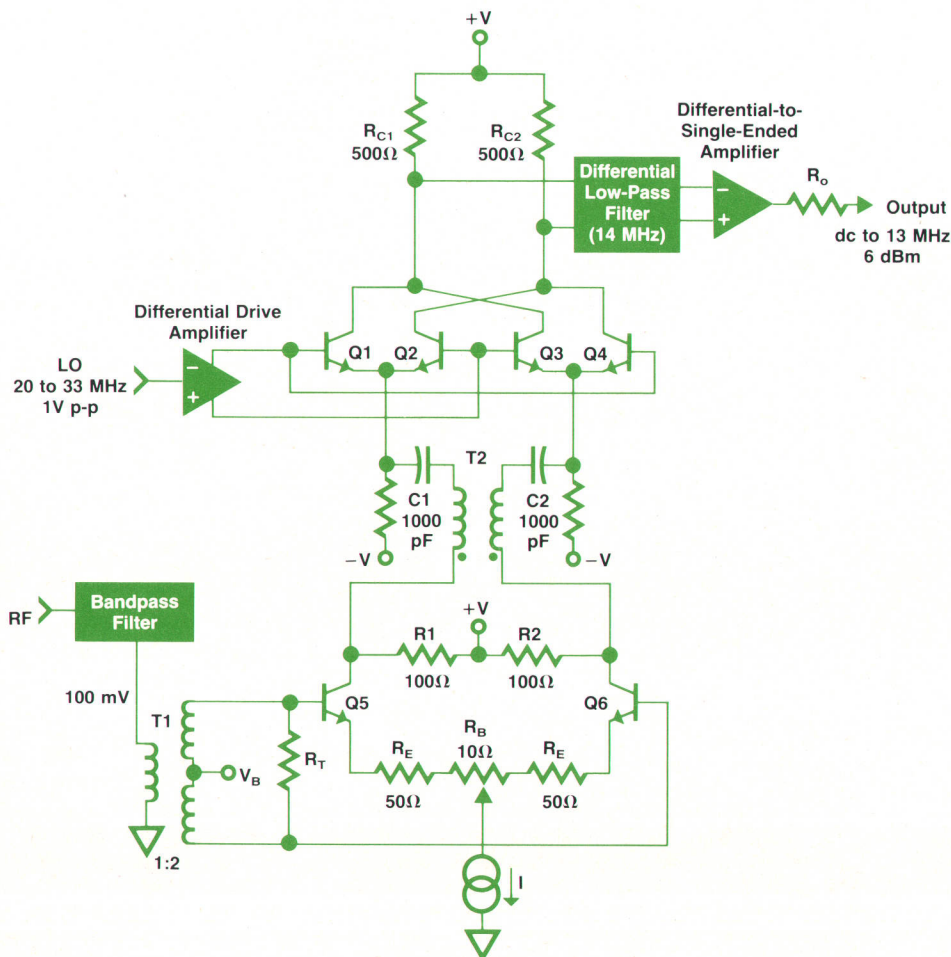 +V
R_C1
500Ω
R_C2
500Ω
Differential-to-
Single-Ended
Amplifier
Differential
Low-Pass
Filter
(14 MHz)
−
+
R_o
Output
dc to 13 MHz
6 dBm
Differential Drive
Amplifier
LO
20 to 33 MHz
1V p-p
−
+
Q1
Q2
Q3
Q4
T2
C1
1000
pF
C2
1000
pF
−V
−V
RF
Bandpass
Filter
+V
R1
100Ω
R2
100Ω
100 mV
T1
V_B
R_T
Q5
Q6
R_E
50Ω
R_B
10Ω
R_E
50Ω
1:2
I